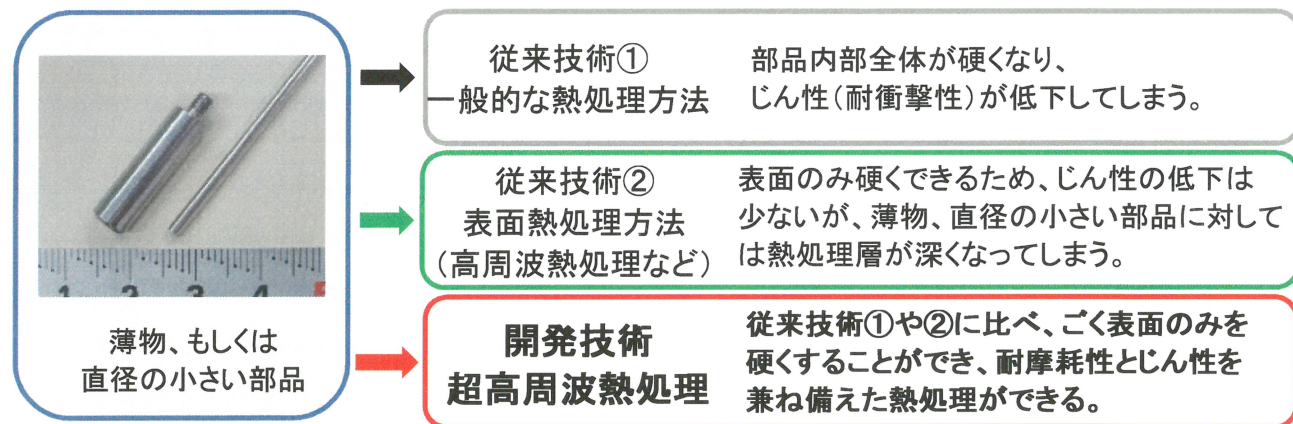 1 2 3 4 5
薄物、もしくは
直径の小さい部品
従来技術①
一般的な熱処理方法
部品内部全体が硬くなり、
じん性(耐衝撃性)が低下してしまう。
従来技術②
表面熱処理方法
(高周波熱処理など)
表面のみ硬くできるため、じん性の低下は
少ないが、薄物、直径の小さい部品に対して
は熱処理層が深くなってしまう。
開発技術
超高周波熱処理
従来技術①や②に比べ、ごく表面のみを
硬くすることができ、耐摩耗性とじん性を
兼ね備えた熱処理ができる。